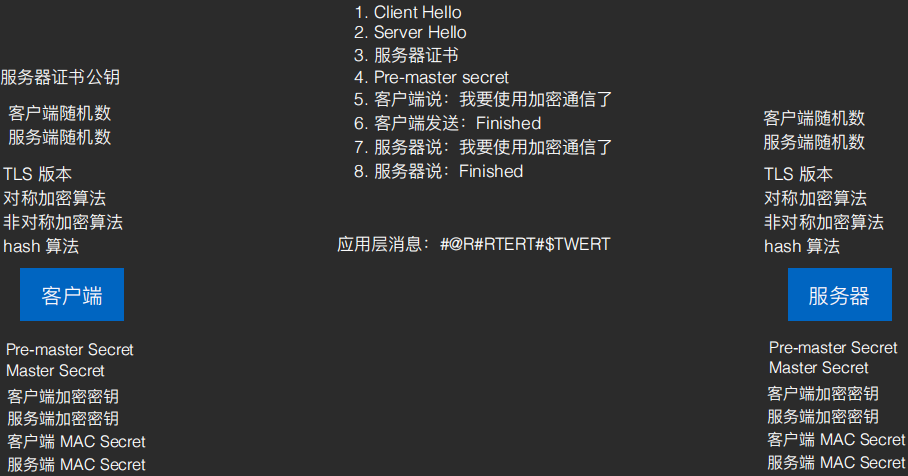 1. Client Hello
2. Server Hello
3. 服务器证书
4. Pre-master secret
5. 客户端说：我要使用加密通信了
6. 客户端发送：Finished
7. 服务器说：我要使用加密通信了
8. 服务器说：Finished
应用层消息：#@R#RTERT#$TWERT
服务器证书公钥
客户端随机数
服务端随机数
TLS 版本
对称加密算法
非对称加密算法
hash 算法
客户端
Pre-master Secret
Master Secret
客户端加密密钥
服务端加密密钥
客户端 MAC Secret
服务端 MAC Secret
客户端随机数
服务端随机数
TLS 版本
对称加密算法
非对称加密算法
hash 算法
服务器
Pre-master Secret
Master Secret
客户端加密密钥
服务端加密密钥
客户端 MAC Secret
服务端 MAC Secret